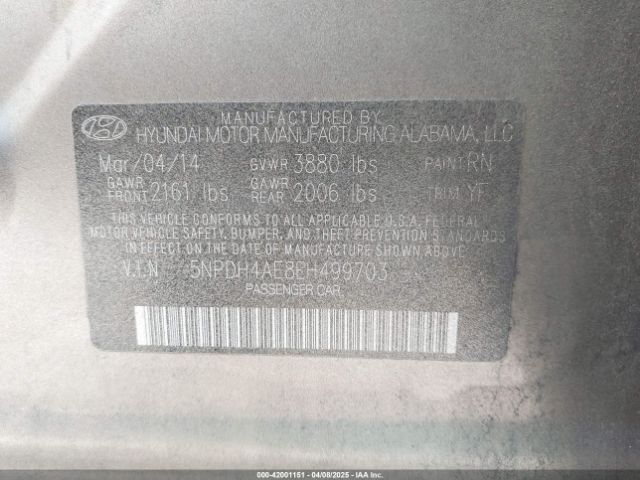 MANUFACTURED BY
HYUNDAI MOTOR MANUFACTURING ALABAMA, LLC
Mar/04/14 GVWR 3880 lbs PAINT RN
GAWR FRONT 2161 lbs GAWR REAR 2006 lbs TRIM YF
THIS VEHICLE CONFORMS TO ALL APPLICABLE U.S.A. FEDERAL
MOTOR VEHICLE SAFETY, BUMPER, AND THEFT PREVENTION STANDARDS
IN EFFECT ON THE DATE OF MANUFACTURE SHOWN ABOVE.
V.I.N 5NPDH4AE8EH499703
PASSENGER CAR
000-42001151 - 04/08/2025 - IAA Inc.